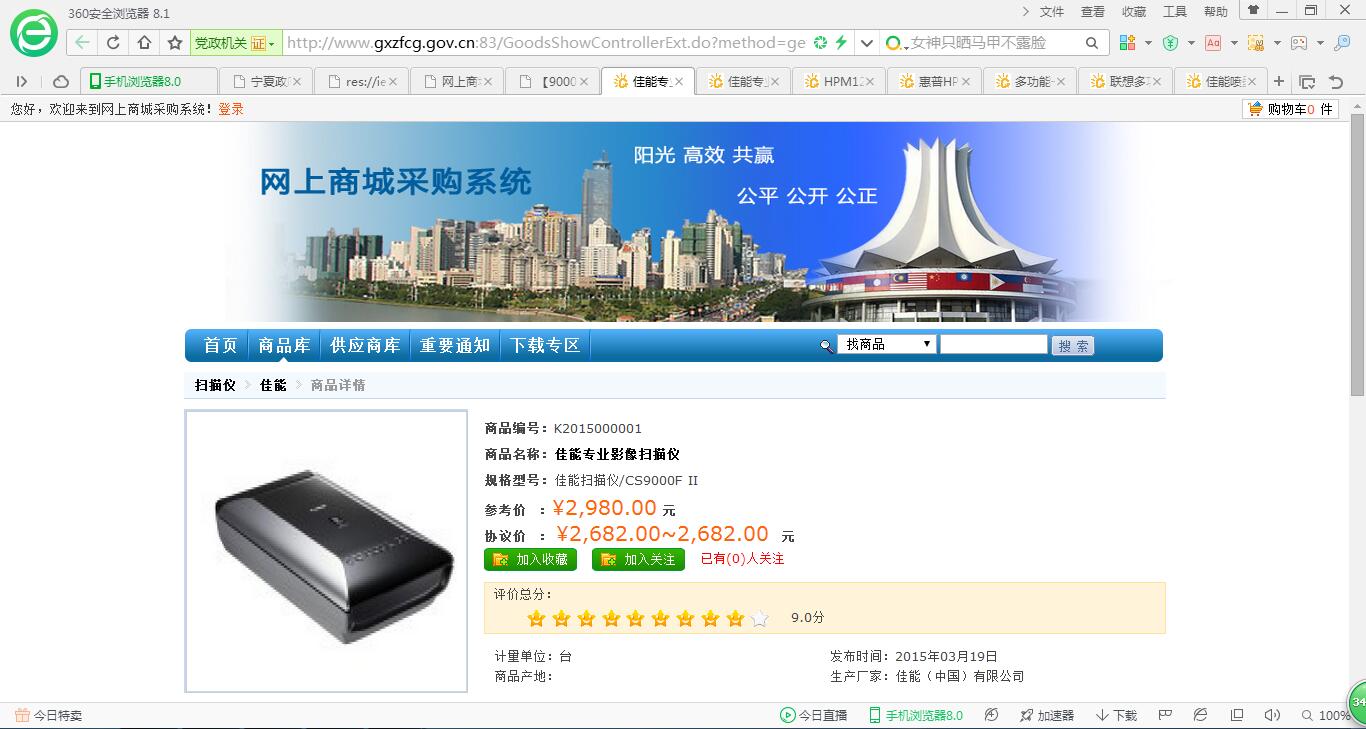 360安全浏览器 8.1
文件 查看 收藏 工具 帮助
党政机关 证 http://www.gxzfcg.gov.cn:83/GoodsShowControllerExt.do?method=ge 女神只晒马甲不露脸
手机浏览器8.0 宁夏政 res://ie 网上商 【9000 佳能专 佳能专 HPM12 惠普HP 多功能 联想多 佳能喷
您好，欢迎来到网上商城采购系统！登录 购物车0 件
网上商城采购系统
阳光 高效 共赢
公平 公开 公正
首页 商品库 供应商库 重要通知 下载专区 找商品 搜 索
扫描仪 佳能 商品详情
商品编号：K2015000001
商品名称：佳能专业影像扫描仪
规格型号：佳能扫描仪/CS9000F II
参考价 ：¥2,980.00 元
协议价 ：¥2,682.00~2,682.00 元
加入收藏 加入关注 已有(0)人关注
评价总分：
9.0分
计量单位：台 发布时间：2015年03月19日
商品产地： 生产厂家：佳能（中国）有限公司
今日特卖 今日直播 手机浏览器8.0 加速器 下载 100%
34